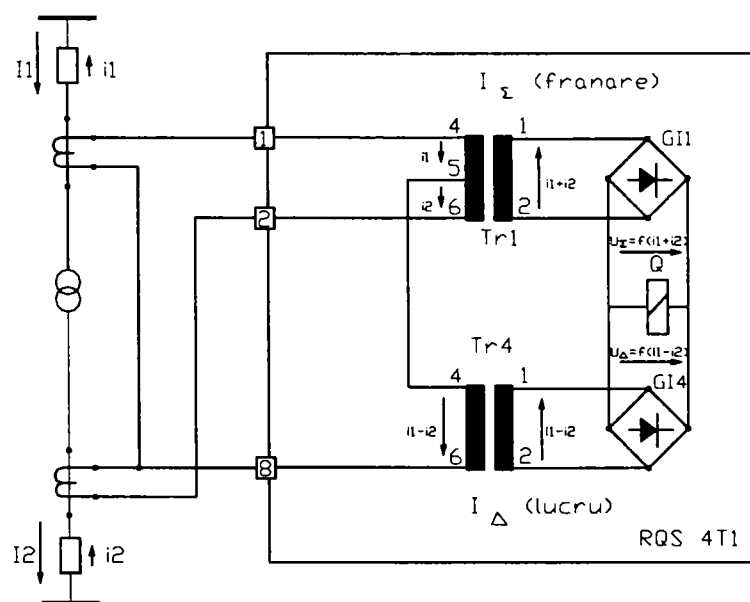 I1
i1
I Σ (franare)
1
4
1
GI1
i1
5
i1+i2
i2
2
6
2
Tr1
UΣ=f(i1+i2)
Q
Tr4
UΔ=f(i1-i2)
4
1
GI4
i1-i2
i1-i2
8
6
2
I Δ (lucru)
I2
i2
RQS 4T1